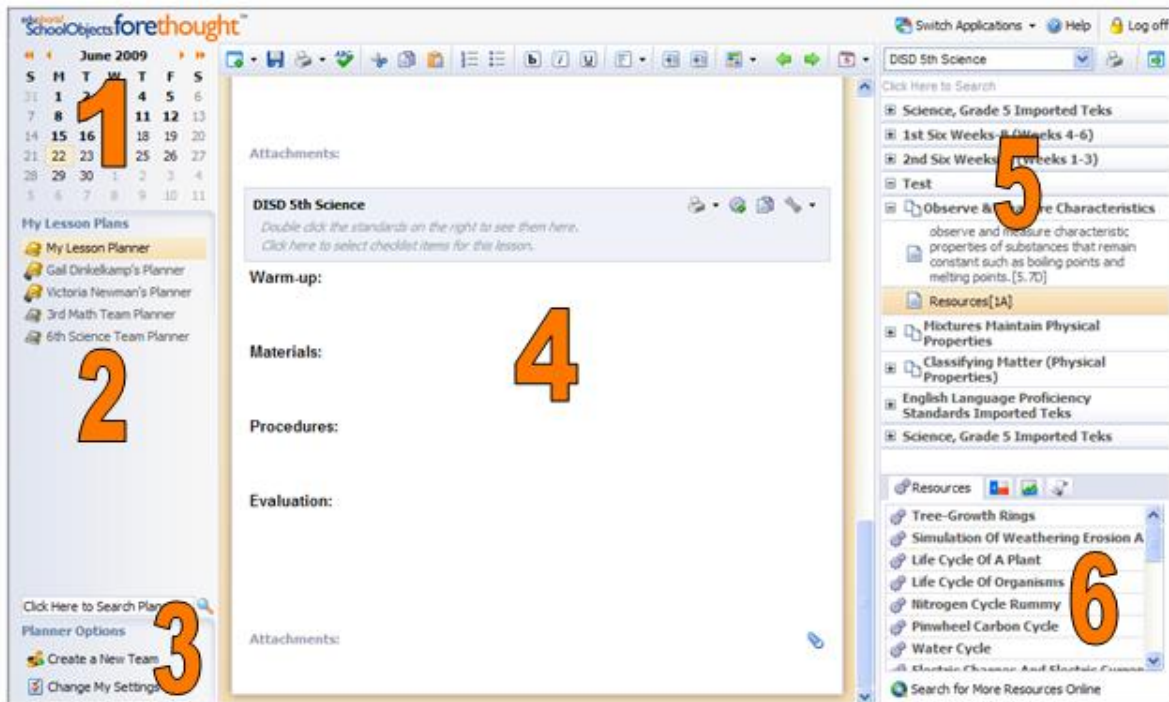 eduphoria!
SchoolObjects: forethought™
Switch Applications
Help
Log off
June 2009
S M T W T F S
31 1 2 4 5 6
7 8 11 12 13
14 15 16 18 19 20
21 22 23 25 26 27
28 29 30 1 2 3 4
5 6 7 8 9 10 11
1
My Lesson Plans
My Lesson Planner
Gail Dinkelkamp's Planner
Victoria Newman's Planner
3rd Math Team Planner
6th Science Team Planner
2
Click Here to Search
3
Planner Options
Create a New Team
Change My Settings
b i u
Attachments:
DISD 5th Science
Double click the standards on the right to see them here.
Click here to select checklist items for this lesson.
Warm-up:
Materials:
4
Procedures:
Evaluation:
Attachments:
DISD 5th Science
Click Here to Search
Science, Grade 5 Imported Teks
1st Six Weeks-8 (Weeks 4-6)
2nd Six Weeks (Weeks 1-3)
5
Test
Observe & Characteristics
observe and measure characteristic
properties of substances that remain
constant such as boiling points and
melting points.[5.7D]
Resources[1A]
Mixtures Maintain Physical
Properties
Classifying Matter (Physical
Properties)
English Language Proficiency
Standards Imported Teks
Science, Grade 5 Imported Teks
Resources
Tree-Growth Rings
Simulation Of Weathering Erosion A
Life Cycle Of A Plant
Life Cycle Of Organisms
Nitrogen Cycle Rummy
Pinwheel Carbon Cycle
6
Water Cycle
Search for More Resources Online